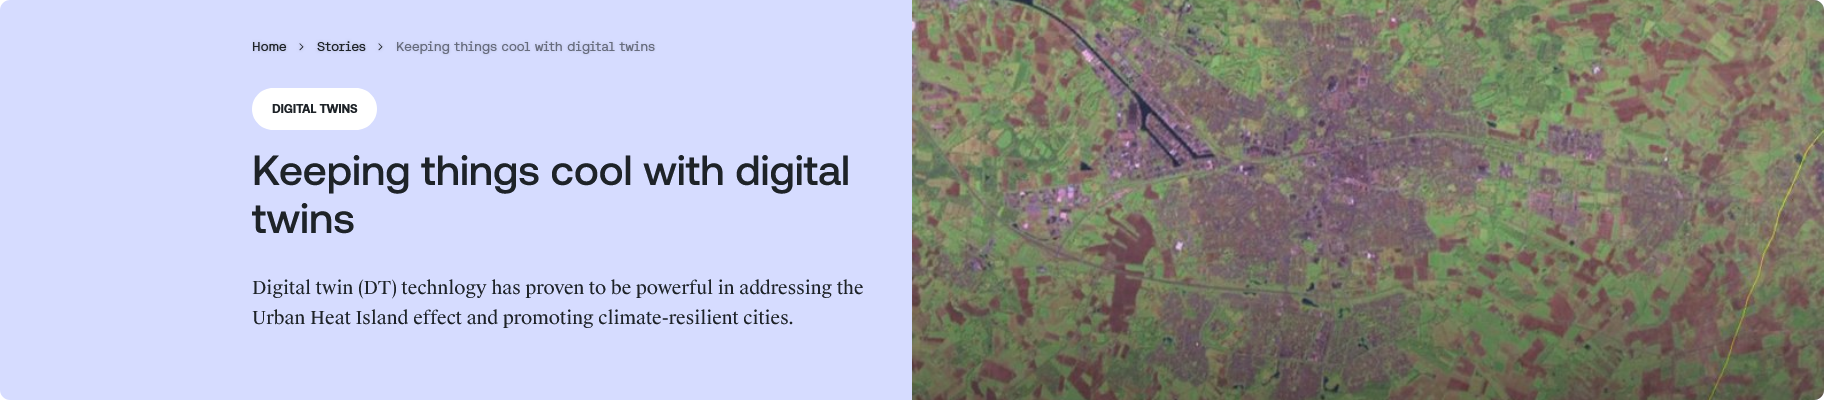 Home > Stories > Keeping things cool with digital twins
DIGITAL TWINS
Keeping things cool with digital
twins
Digital twin (DT) technlogy has proven to be powerful in addressing the
Urban Heat Island effect and promoting climate-resilient cities.